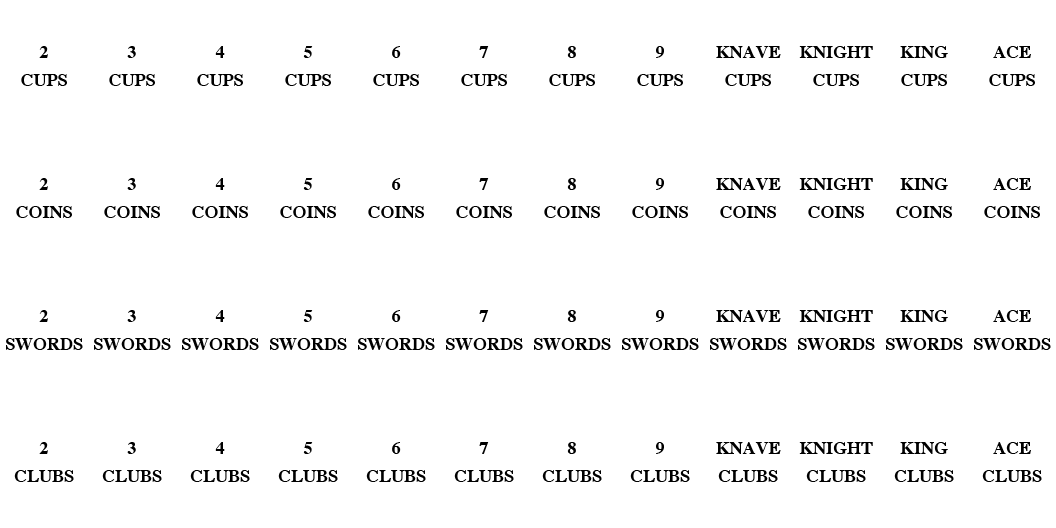 2 3 4 5 6 7 8 9 KNAVE KNIGHT KING ACE
CUPS CUPS CUPS CUPS CUPS CUPS CUPS CUPS CUPS CUPS CUPS CUPS
2 3 4 5 6 7 8 9 KNAVE KNIGHT KING ACE
COINS COINS COINS COINS COINS COINS COINS COINS COINS COINS COINS COINS
2 3 4 5 6 7 8 9 KNAVE KNIGHT KING ACE
SWORDS SWORDS SWORDS SWORDS SWORDS SWORDS SWORDS SWORDS SWORDS SWORDS SWORDS SWORDS
2 3 4 5 6 7 8 9 KNAVE KNIGHT KING ACE
CLUBS CLUBS CLUBS CLUBS CLUBS CLUBS CLUBS CLUBS CLUBS CLUBS CLUBS CLUBS